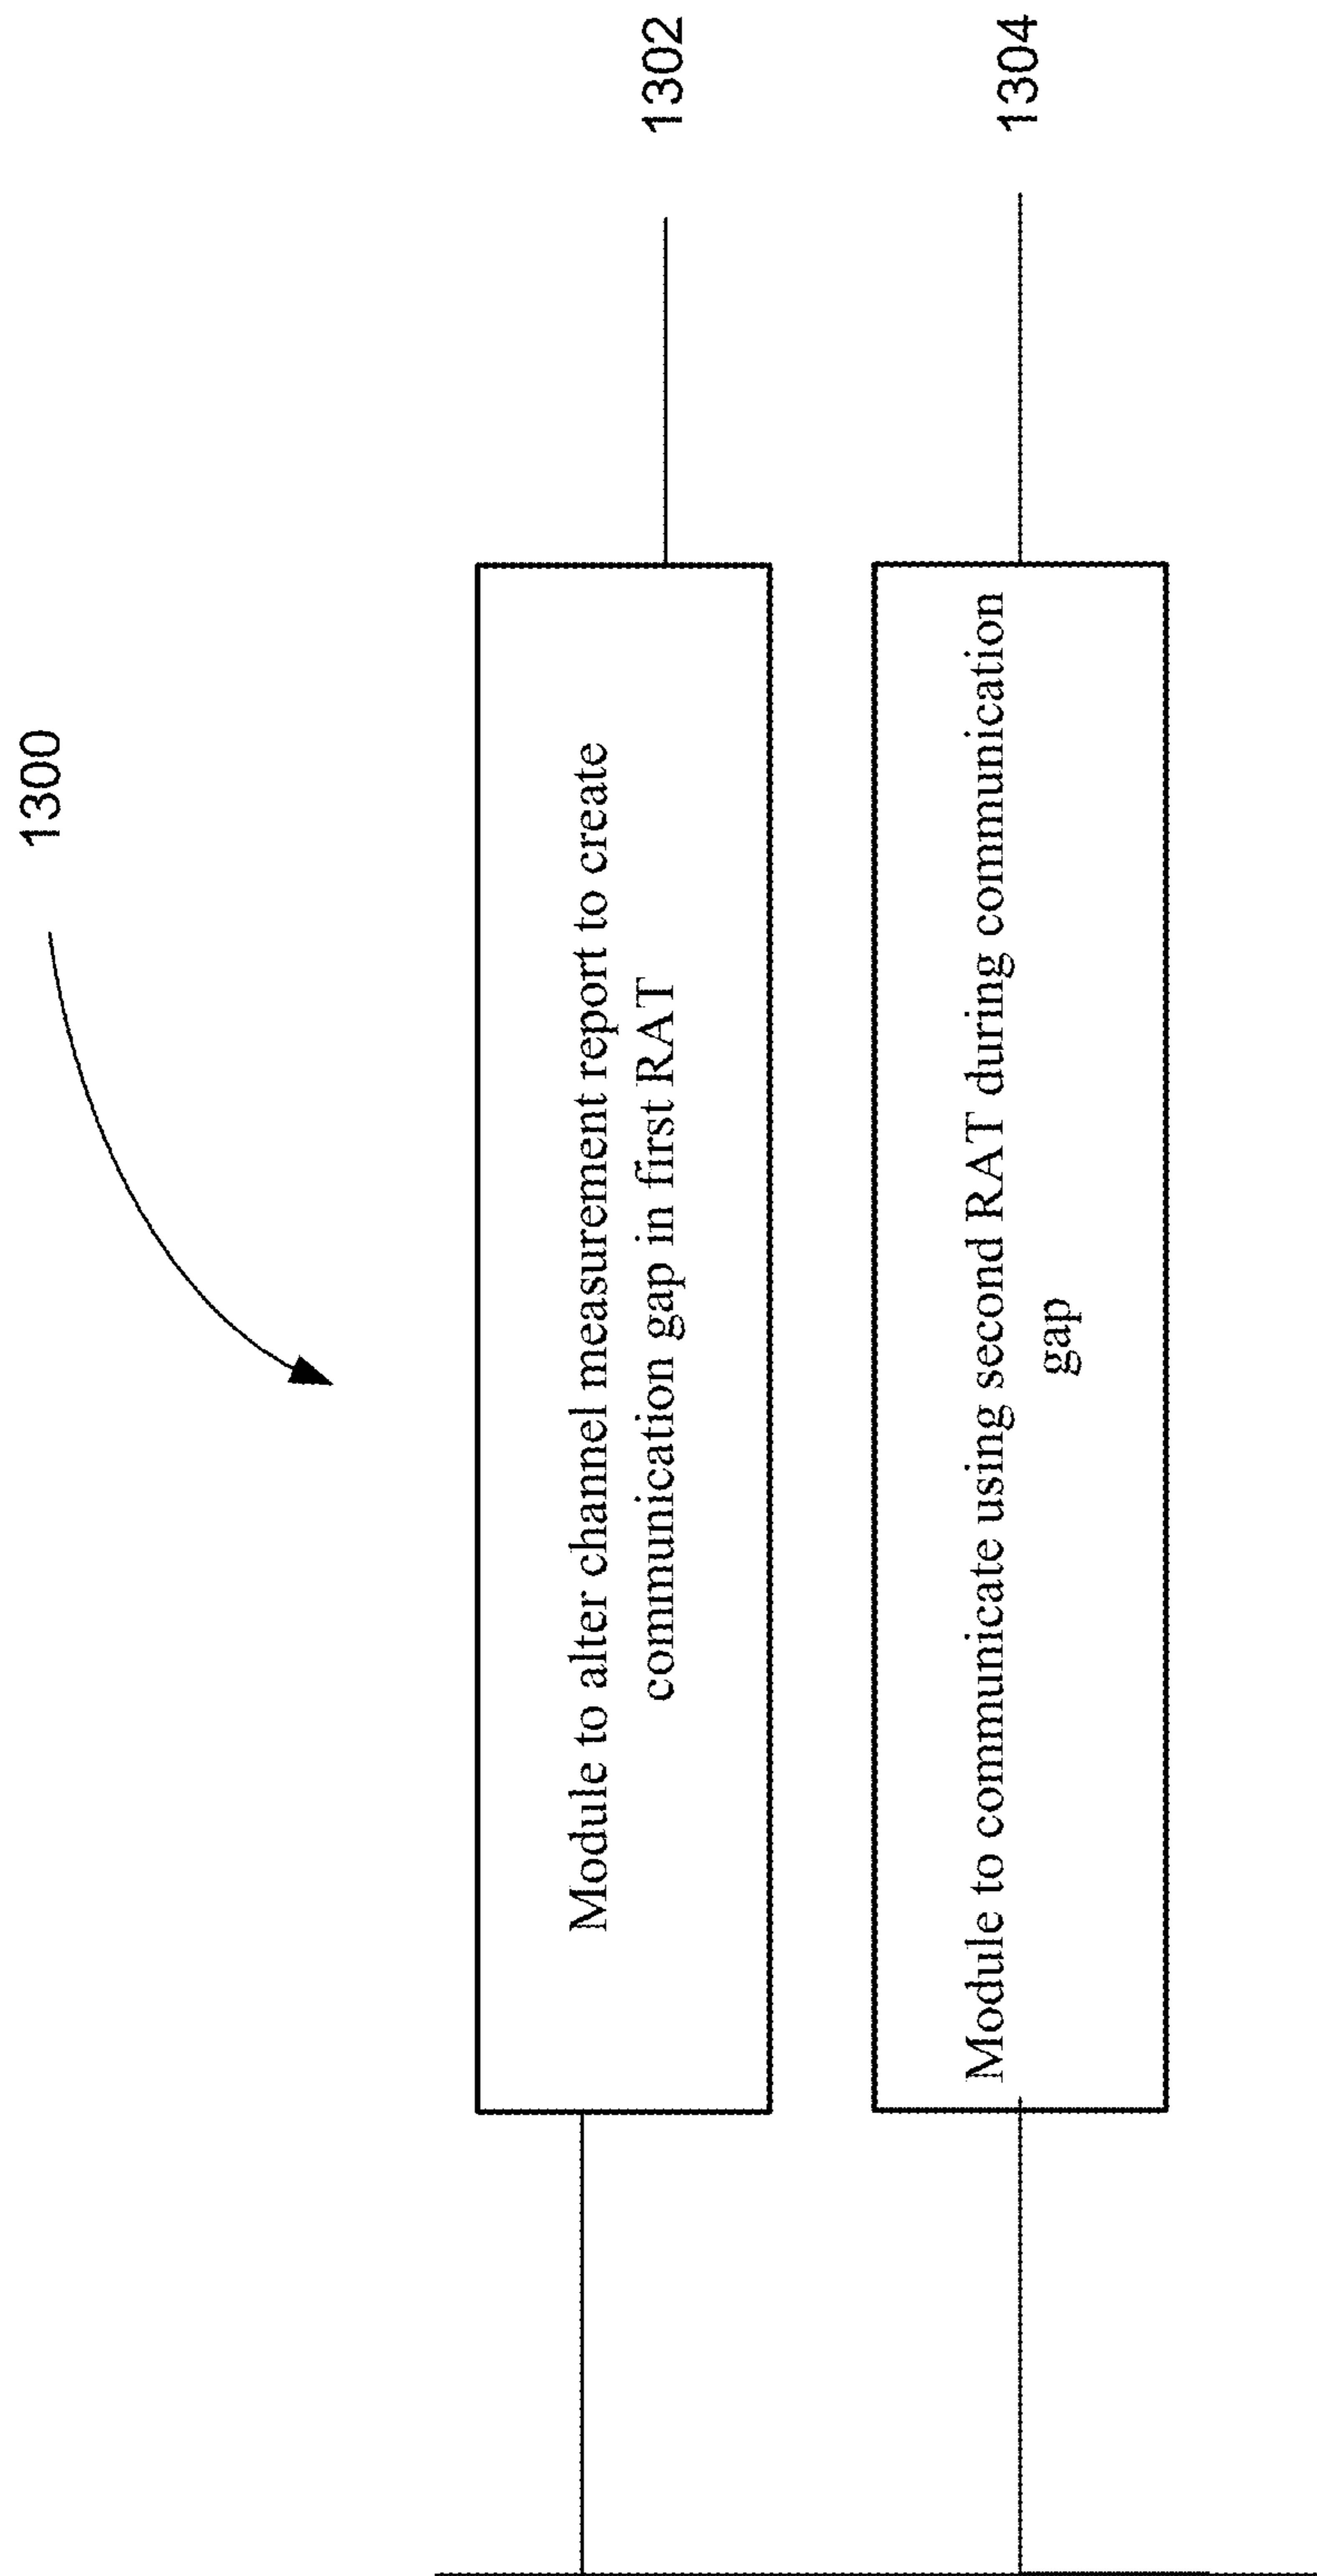 1300
Module to alter channel measurement report to create
communication gap in first RAT
1302
Module to communicate using second RAT during communication
gap
1304